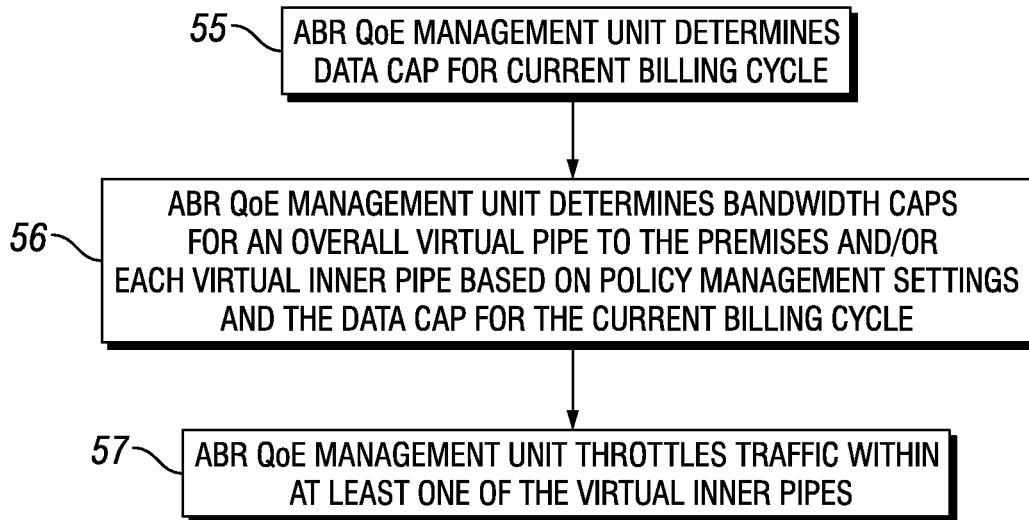 55
ABR QoE MANAGEMENT UNIT DETERMINES
DATA CAP FOR CURRENT BILLING CYCLE
56
ABR QoE MANAGEMENT UNIT DETERMINES BANDWIDTH CAPS
FOR AN OVERALL VIRTUAL PIPE TO THE PREMISES AND/OR
EACH VIRTUAL INNER PIPE BASED ON POLICY MANAGEMENT SETTINGS
AND THE DATA CAP FOR THE CURRENT BILLING CYCLE
57
ABR QoE MANAGEMENT UNIT THROTTLES TRAFFIC WITHIN
AT LEAST ONE OF THE VIRTUAL INNER PIPES